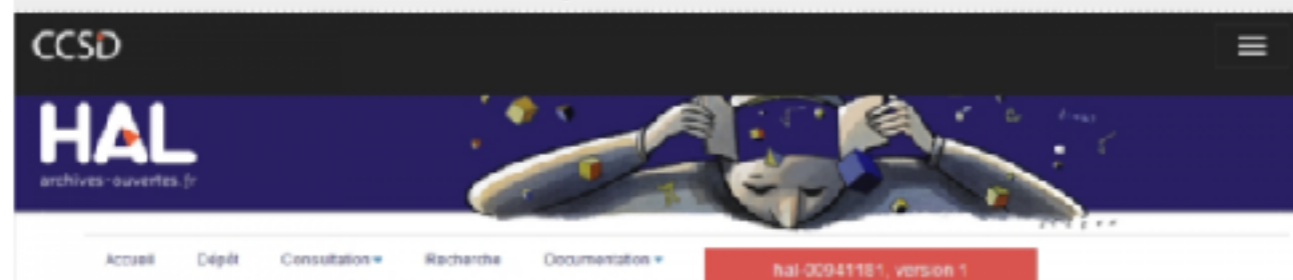 CCSD
HAL
archives-ouvertes.fr
Accueil Dépôt Consultation Recherche Documentation hal-00941181, version 1